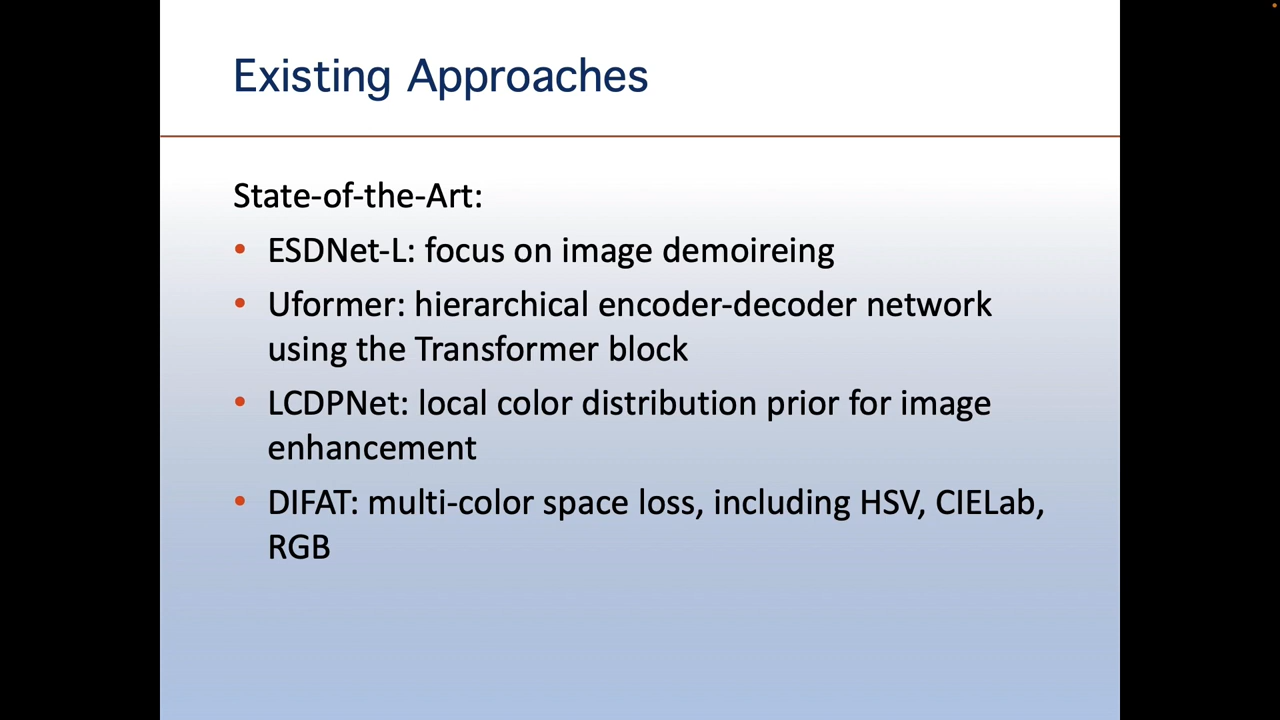 Existing Approaches
State-of-the-Art:
• ESDNet-L: focus on image demoireing
• Uformer: hierarchical encoder-decoder network
using the Transformer block
• LCDPNet: local color distribution prior for image
enhancement
• DIFAT: multi-color space loss, including HSV, CIELab,
RGB